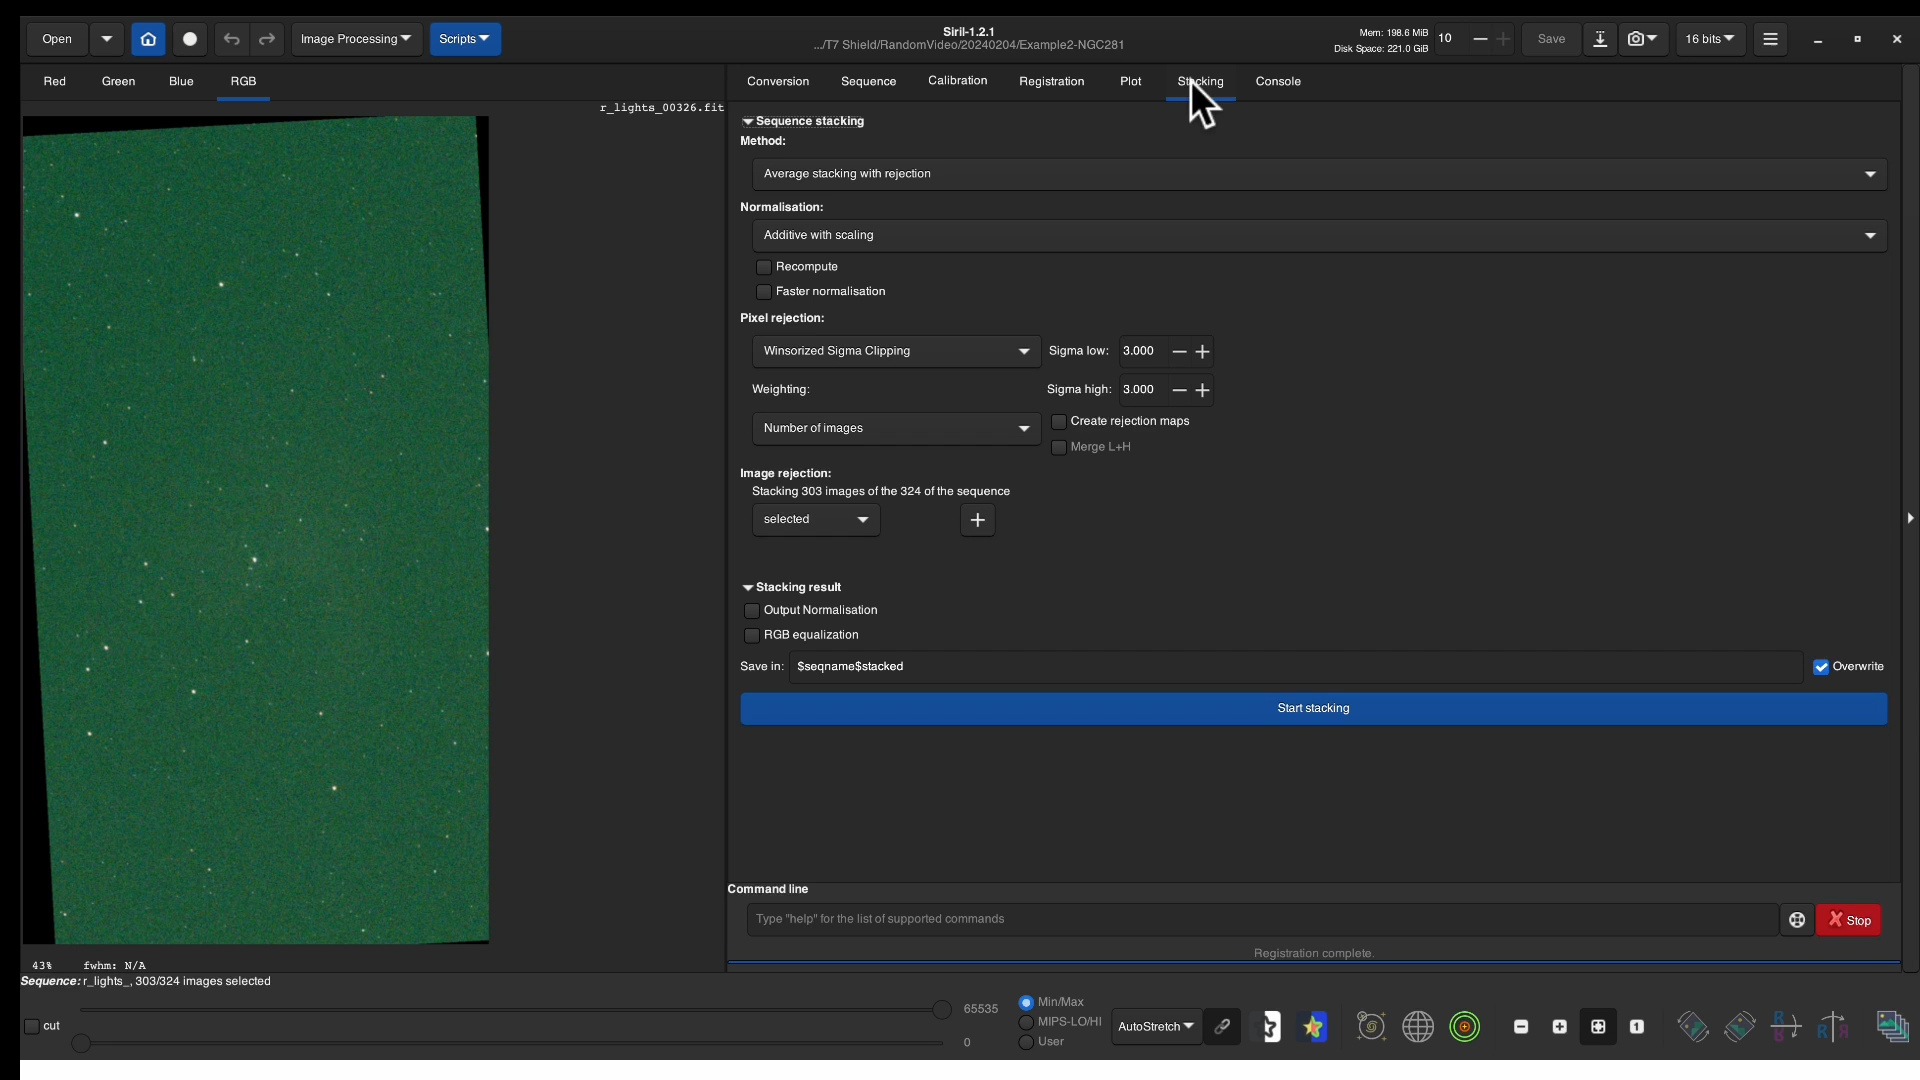 Open
Image Processing
Scripts
Siril-1.2.1
.../T7 Shield/RandomVideo/20240204/Example2-NGC281
Mem: 198.6 MiB
Disk Space: 221.0 GiB
10
Save
16 bits
Red
Green
Blue
RGB
r_lights_00326.fit
43%
fwhm: N/A
Conversion
Sequence
Calibration
Registration
Plot
Stacking
Console
Sequence stacking
Method:
Average stacking with rejection
Normalisation:
Additive with scaling
Recompute
Faster normalisation
Pixel rejection:
Winsorized Sigma Clipping
Sigma low:
3.000
Weighting:
Sigma high:
3.000
Number of images
Create rejection maps
Merge L+H
Image rejection:
Stacking 303 images of the 324 of the sequence
selected
Stacking result
Output Normalisation
RGB equalization
Save in:
$seqname$stacked
Overwrite
Start stacking
Command line
Type "help" for the list of supported commands
Stop
Registration complete.
Sequence: r_lights_, 303/324 images selected
cut
65535
0
Min/Max
MIPS-LO/HI
User
AutoStretch
1
R
R
R R